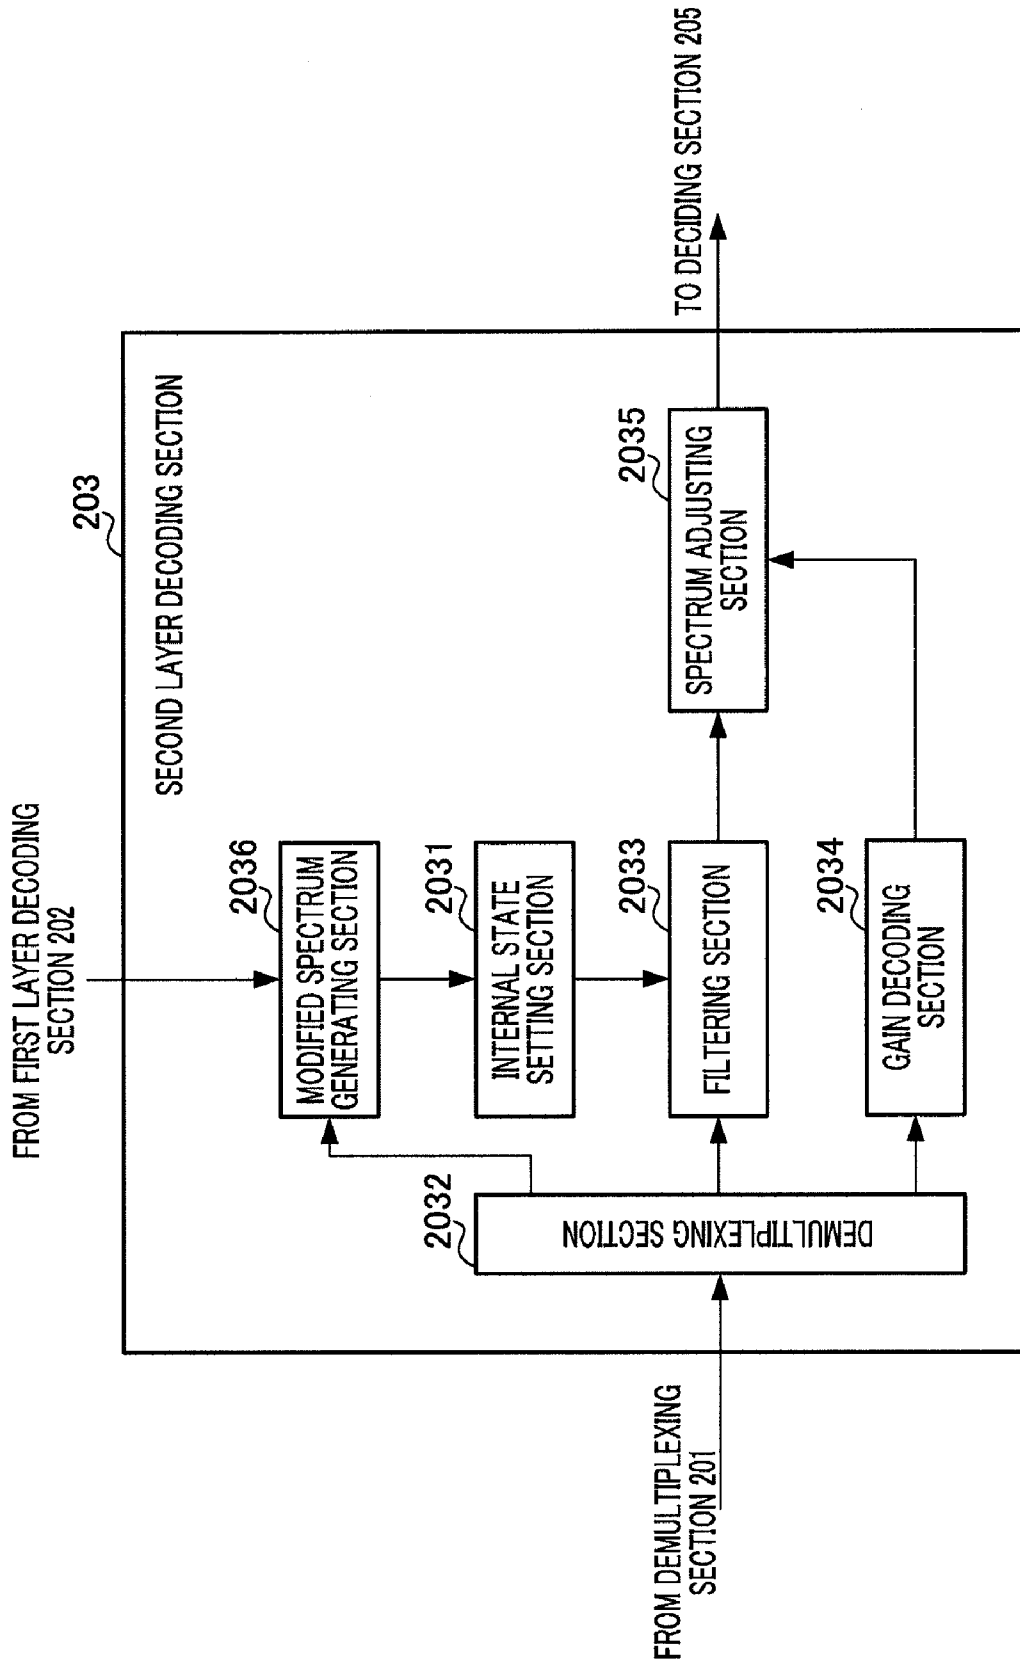 FROM FIRST LAYER DECODING
SECTION 202
203
SECOND LAYER DECODING SECTION
2036
MODIFIED SPECTRUM
GENERATING SECTION
2031
INTERNAL STATE
SETTING SECTION
2032
DEMULTIPLEXING SECTION
2033
FILTERING SECTION
2035
SPECTRUM ADJUSTING
SECTION
2034
GAIN DECODING
SECTION
FROM DEMULTIPLEXING
SECTION 201
TO DECIDING SECTION 205